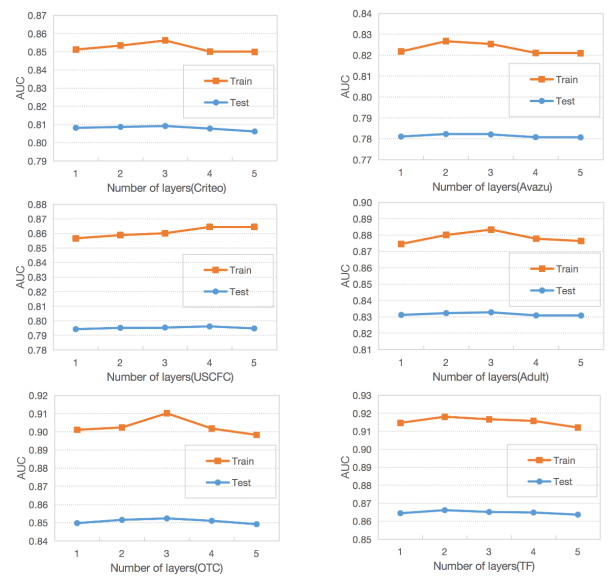 0.87
0.86
0.85
0.84
0.83
0.82
0.81
0.80
0.79
AUC
Train
Test
1 2 3 4 5
Number of layers(Criteo)
0.84
0.83
0.82
0.81
0.80
0.79
0.78
0.77
AUC
Train
Test
1 2 3 4 5
Number of layers(Avazu)
0.88
0.87
0.86
0.85
0.84
0.83
0.82
0.81
0.80
0.79
0.78
AUC
Train
Test
1 2 3 4 5
Number of layers(USCFC)
0.90
0.89
0.88
0.87
0.86
0.85
0.84
0.83
0.82
0.81
AUC
Train
Test
1 2 3 4 5
Number of layers(Adult)
0.92
0.91
0.90
0.89
0.88
0.87
0.86
0.85
0.84
AUC
Train
Test
1 2 3 4 5
Number of layers(OTC)
0.93
0.92
0.91
0.90
0.89
0.88
0.87
0.86
0.85
AUC
Train
Test
1 2 3 4 5
Number of layers(TF)